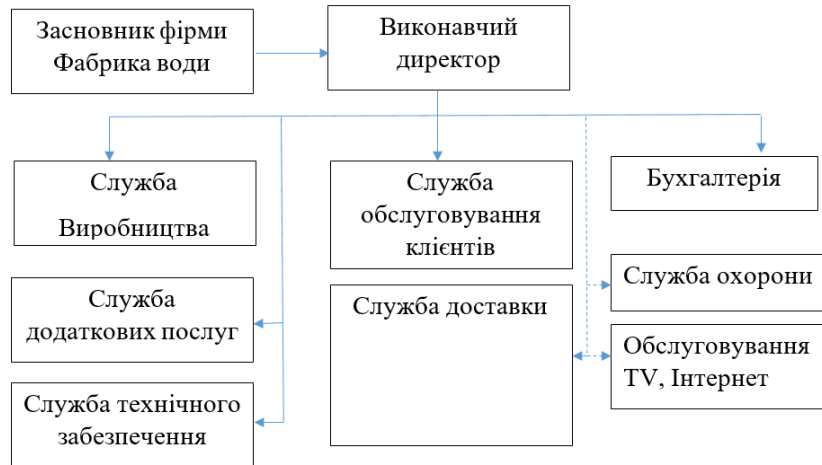 Засновник фірми
Фабрика води
Виконавчий
директор
Служба
Виробництва
Служба
обслуговування
клієнтів
Бухгалтерія
Служба
додаткових послуг
Служба доставки
Служба охорони
Обслуговування
TV, Інтернет
Служба технічного
забезпечення